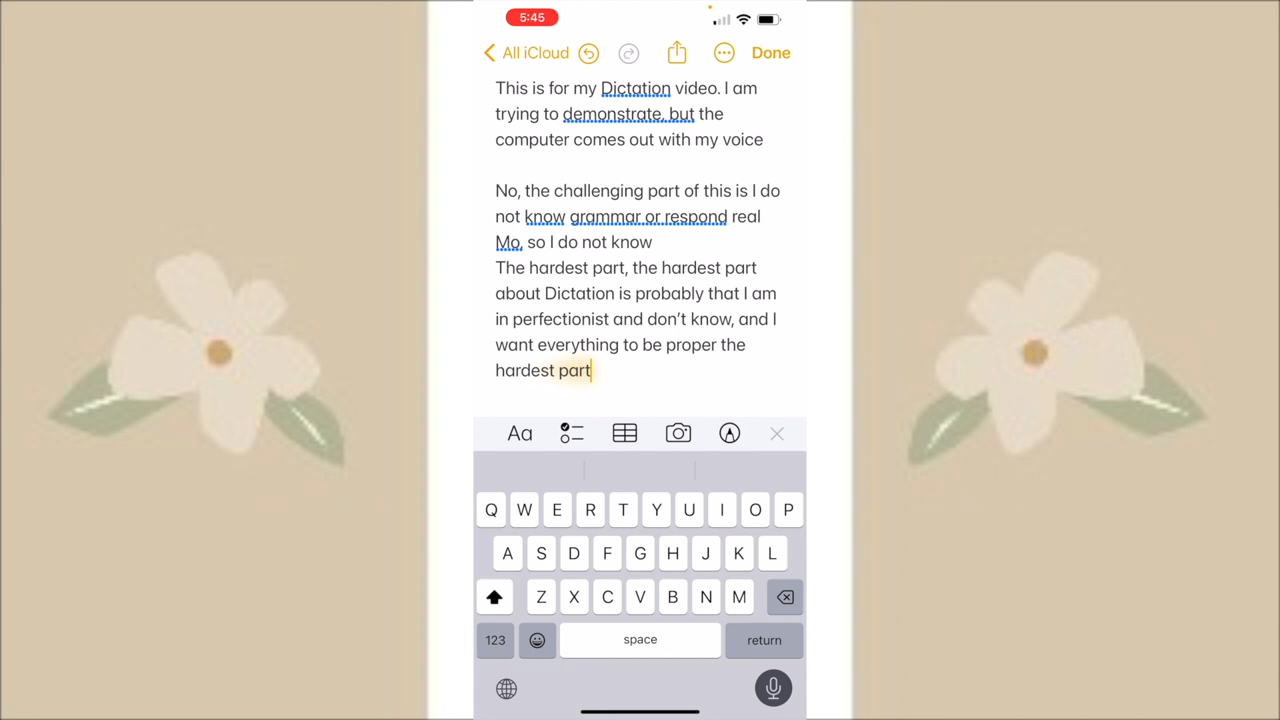 5:45
All iCloud
Done
This is for my Dictation video. I am
trying to demonstrate, but the
computer comes out with my voice
No, the challenging part of this is I do
not know grammar or respond real
Mo, so I do not know
The hardest part, the hardest part
about Dictation is probably that I am
in perfectionist and don’t know, and I
want everything to be proper the
hardest part
Aa
Q W E R T Y U I O P
A S D F G H J K L
Z X C V B N M
123 space return